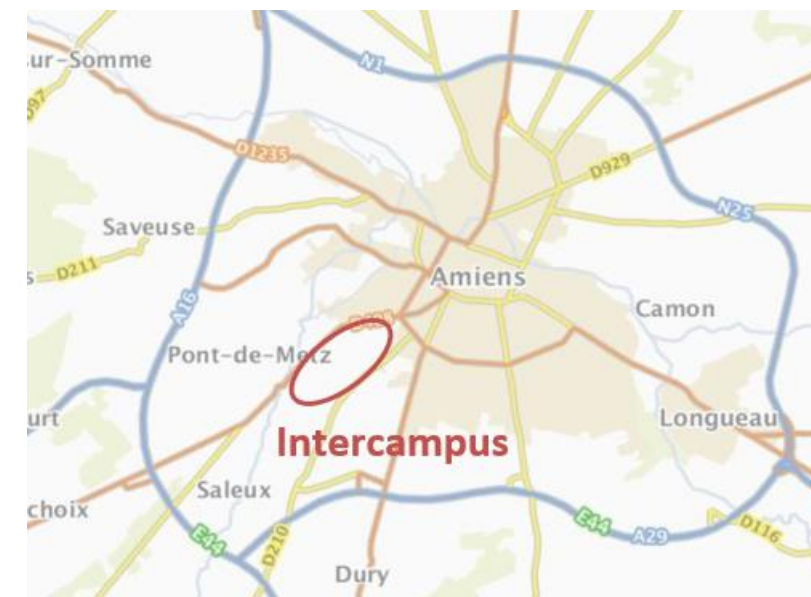 ur-Somme
N1
D97
D1235
D929
N25
Saveuse
D211
Amiens
Camon
A16
Pont-de-Metz
Longueau
urt
Intercampus
Saleux
choix
E44
E44
A29
D116
D210
Dury